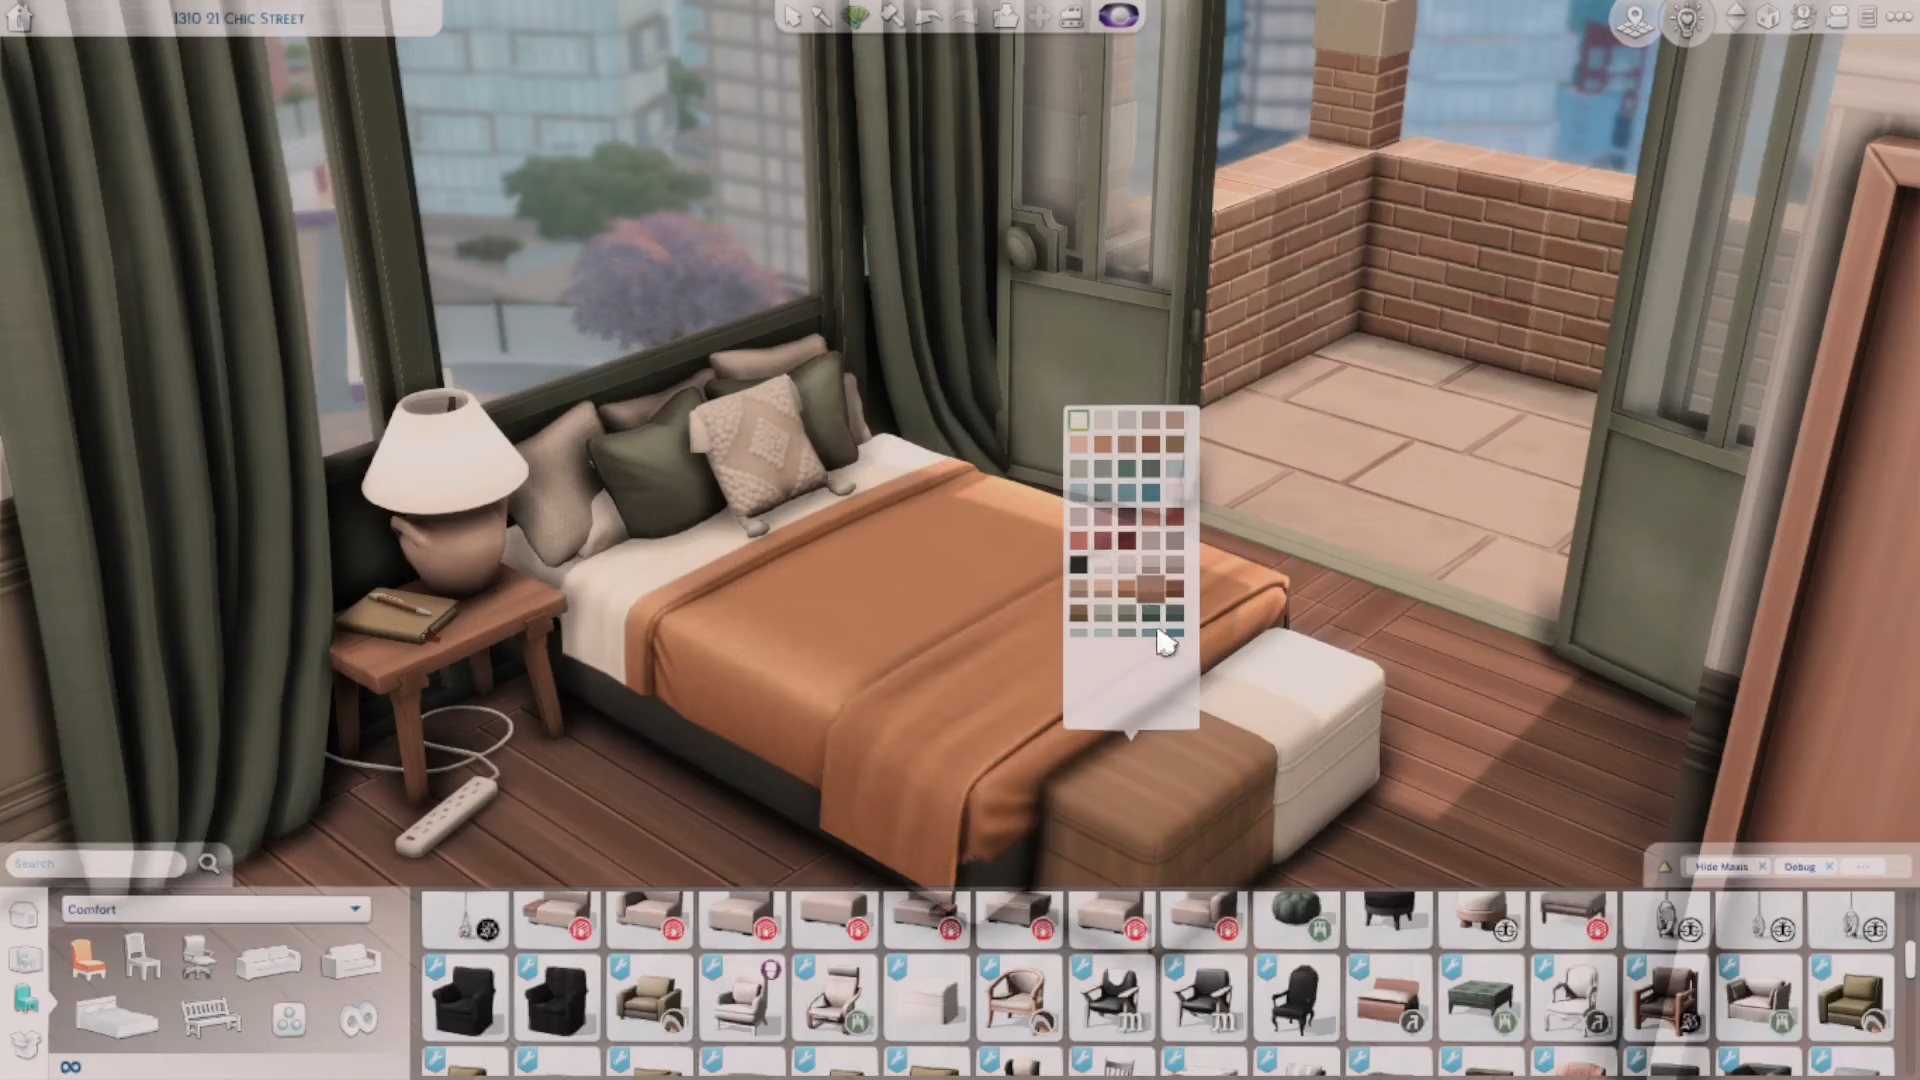 1310 21 Chic Street
Search
Hide Maxis
Debug
Comfort